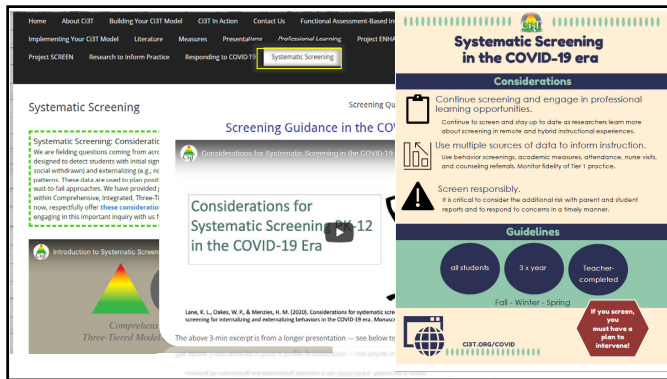 Home About Ci3T Building Your Ci3T Model Ci3T In Action Contact Us Functional Assessment-Based In
Implementing Your Ci3T Model Literature Measures Presentations Professional Learning Project ENHA
Project SCREEN Research to Inform Practice Responding to COVID-19 Systematic Screening
Systematic Screening
Systematic Screening: Consideratio
We are fielding questions coming from acros
designed to detect students with initial sign
social withdrawn) and externalizing (e.g., no
patterns. These data are used to plan positi
wait-to-fail approaches. We have provided
within Comprehensive, Integrated, Three-Ti
now, respectfully offer these consideratio
engaging in this important inquiry with us f
Introduction to Systematic Screen
Comprehens
Three-Tiered Model
Screening Qu
Screening Guidance in the CO
Considerations for Systematic Screening in the COVID-19
Considerations for
Systematic Screening PK-12
in the COVID-19 Era
Lane, K. L., Oakes, W. P., & Menzies, H. M. (2020). Considerations for systematic scre
screening for internalizing and externalizing behaviors in the COVID-19 era. Manusc
The above 3-min excerpt is from a longer presentation — see below to
Systematic Screening
in the COVID-19 era
Considerations
Continue screening and engage in professional
learning opportunities.
Continue to screen and stay up to date as researchers learn more
about screening in remote and hybrid instructional experiences.
Use multiple sources of data to inform instruction.
Use behavior screenings, academic measures, attendance, nurse visits,
and counseling referrals. Monitor fidelity of Tier 1 practice.
Screen responsibly.
It is critical to consider the additional risk with parent and student
reports and to respond to concerns in a timely manner.
Guidelines
all students
3 x year
Teacher-
completed
Fall - Winter - Spring
If you screen,
you
must have a
plan to
intervene!
CI3T.ORG/COVID